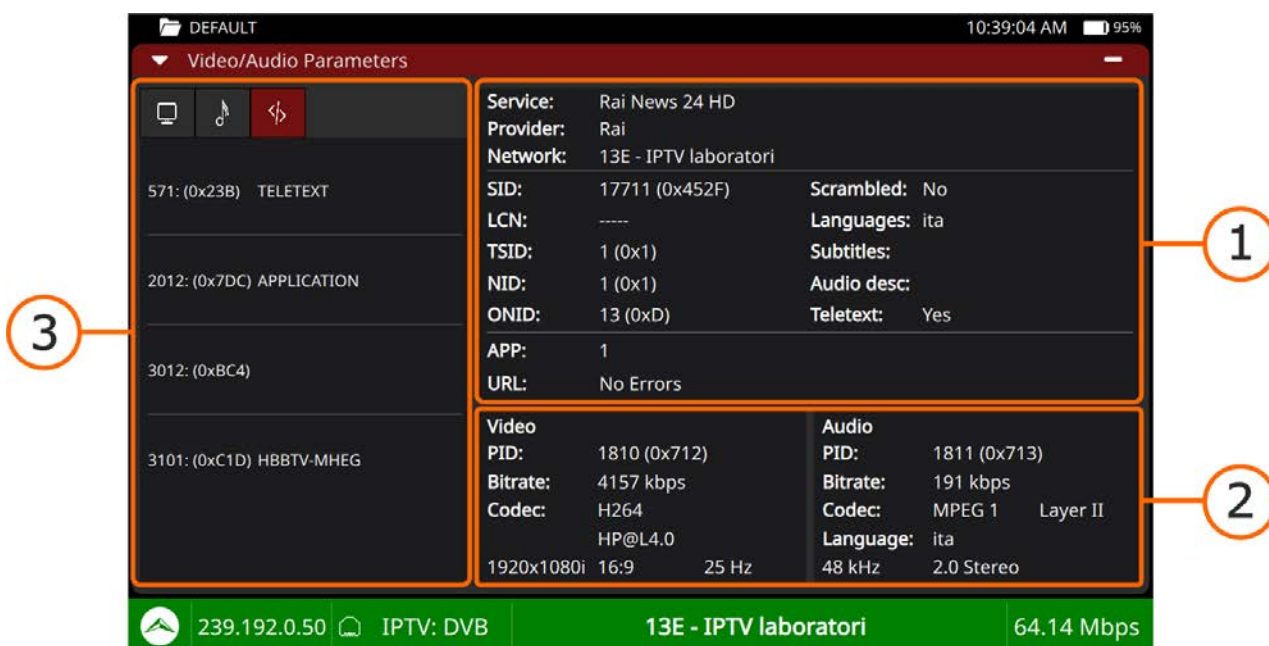 DEFAULT 10:39:04 AM 95%
Video/Audio Parameters
571: (0x23B) TELETEXT
2012: (0x7DC) APPLICATION
3012: (0xBC4)
3101: (0xC1D) HBBTV-MHEG
Service: Rai News 24 HD
Provider: Rai
Network: 13E - IPTV laboratori
SID: 17711 (0x452F) Scrambled: No
LCN: ----- Languages: ita
TSID: 1 (0x1) Subtitles:
NID: 1 (0x1) Audio desc:
ONID: 13 (0xD) Teletext: Yes
APP: 1
URL: No Errors
Video
PID: 1810 (0x712)
Bitrate: 4157 kbps
Codec: H264
HP@L4.0
1920x1080i 16:9 25 Hz
Audio
PID: 1811 (0x713)
Bitrate: 191 kbps
Codec: MPEG 1 Layer II
Language: ita
48 kHz 2.0 Stereo
1
2
3
239.192.0.50 IPTV: DVB 13E - IPTV laboratori 64.14 Mbps